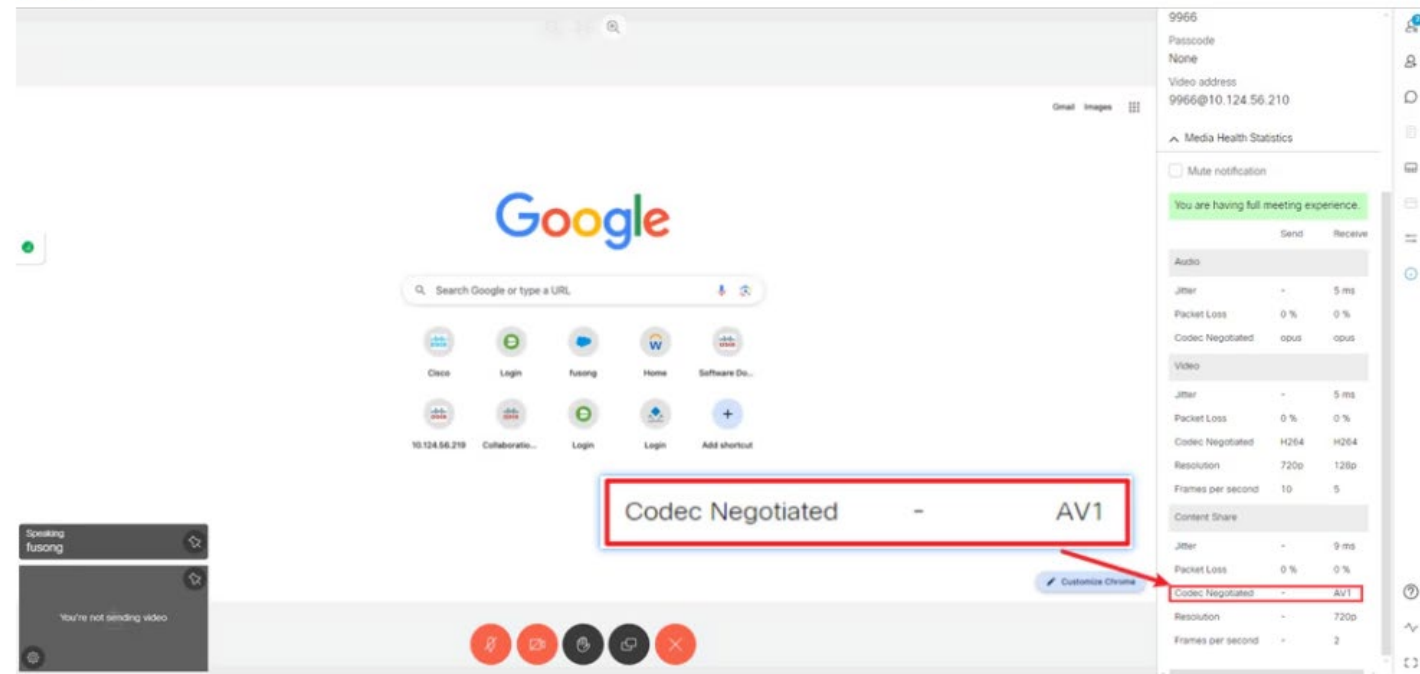 Gmail Images
Google
Search Google or type a URL
Cisco Login fusong Home Software Do...
10.124.56.219 Collaboratio... Login Login Add shortcut
Codec Negotiated - AV1
Customize Chrome
Speaking
fusong
You're not sending video
9966
Passcode
None
Video address
9966@10.124.56.210
Media Health Statistics
Mute notification
You are having full meeting experience.
Send Receive
Audio
Jitter - 5 ms
Packet Loss 0 % 0 %
Codec Negotiated opus opus
Video
Jitter - 5 ms
Packet Loss 0 % 0 %
Codec Negotiated H264 H264
Resolution 720p 128p
Frames per second 10 5
Content Share
Jitter - 9 ms
Packet Loss 0 % 0 %
Codec Negotiated - AV1
Resolution - 720p
Frames per second - 2